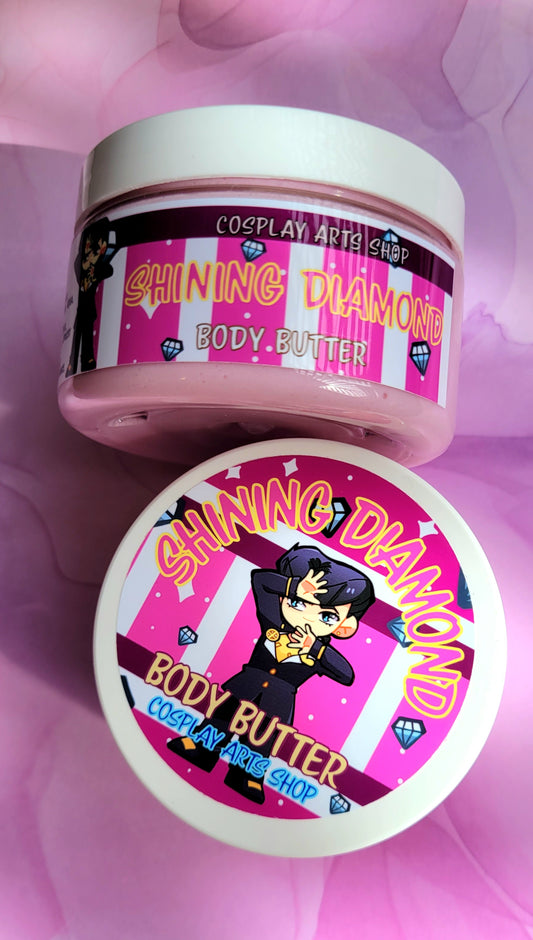 COSPLAY ARTS SHOP
SHINING DIAMOND
BODY BUTTER
SHINING DIAMOND
BODY BUTTER
COSPLAY ARTS SHOP